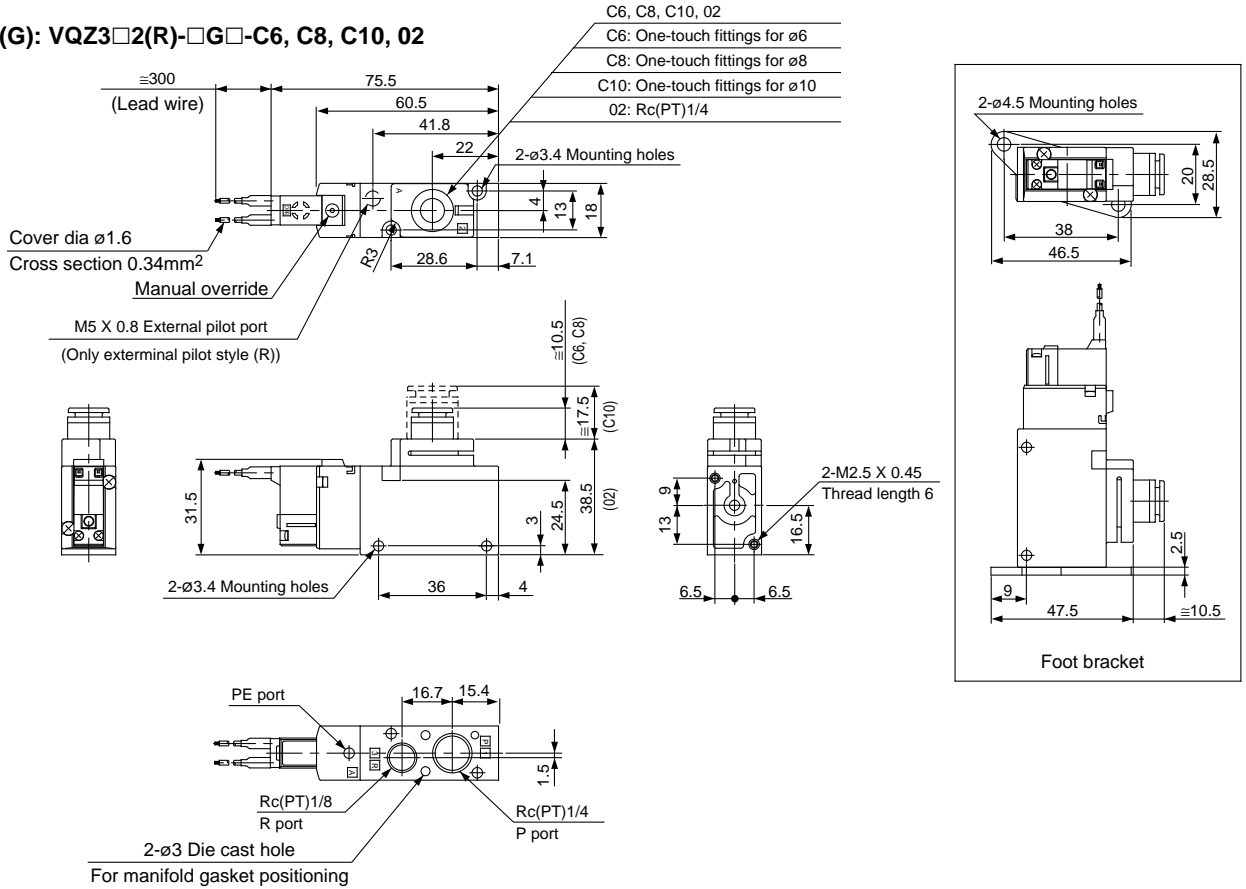 (G): VQZ3□2(R)-□G□-C6, C8, C10, 02
C6, C8, C10, 02
C6: One-touch fittings for ø6
C8: One-touch fittings for ø8
C10: One-touch fittings for ø10
02: Rc(PT)1/4
≅300
(Lead wire)
75.5
60.5
41.8
22
2-ø3.4 Mounting holes
A
2
4
13
18
R3
28.6
7.1
Cover dia ø1.6
Cross section 0.34mm2
Manual override
M5 X 0.8 External pilot port
(Only exterminal pilot style (R))
≅10.5
(C6, C8)
≅17.5
(C10)
31.5
3
24.5
38.5
(02)
2-ø3.4 Mounting holes
36
4
9
13
16.5
2-M2.5 X 0.45
Thread length 6
6.5
6.5
2-ø4.5 Mounting holes
20
28.5
38
46.5
2.5
9
47.5
≅10.5
Foot bracket
PE port
16.7
15.4
A
3
R
P
1.5
Rc(PT)1/8
R port
Rc(PT)1/4
P port
2-ø3 Die cast hole
For manifold gasket positioning